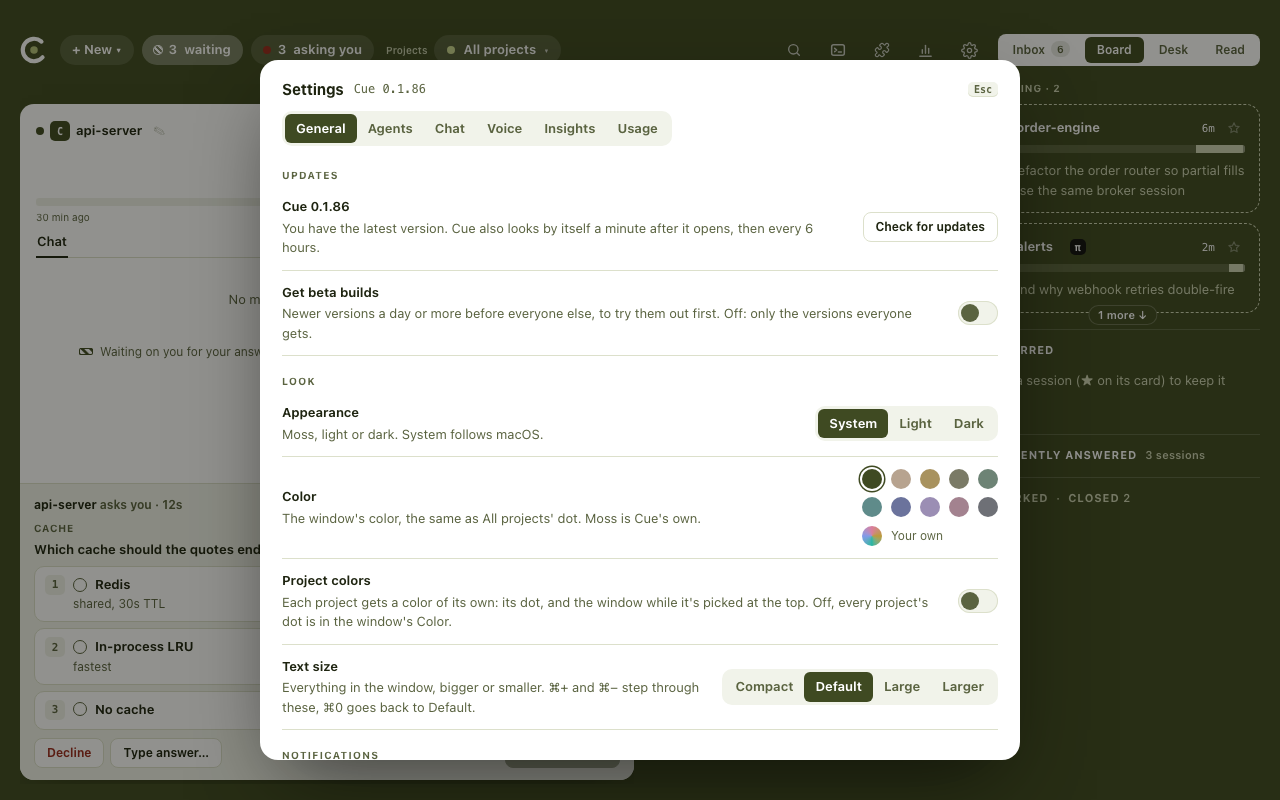 + New ▾
3 waiting
3 asking you
Projects
All projects
Inbox 6
Board
Desk
Read
Settings Cue 0.1.86
Esc
General
Agents
Chat
Voice
Insights
Usage
UPDATES
Cue 0.1.86
You have the latest version. Cue also looks by itself a minute after it opens, then every 6
hours.
Check for updates
Get beta builds
Newer versions a day or more before everyone else, to try them out first. Off: only the versions everyone
gets.
LOOK
Appearance
Moss, light or dark. System follows macOS.
System
Light
Dark
Color
The window's color, the same as All projects' dot. Moss is Cue's own.
Your own
Project colors
Each project gets a color of its own: its dot, and the window while it's picked at the top. Off, every project's
dot is in the window's Color.
Text size
Everything in the window, bigger or smaller. ⌘+ and ⌘− step through
these, ⌘0 goes back to Default.
Compact
Default
Large
Larger
NOTIFICATIONS
C api-server
30 min ago
Chat
No
Waiting on you for your
api-server asks you · 12s
CACHE
Which cache should the quotes
1 Redis
shared, 30s TTL
2 In-process LRU
fastest
3 No cache
Decline
Type answer...
ING · 2
order-engine
6m
efactor the order router so partial fills
se the same broker session
alerts π
2m
nd why webhook retries double-fire
1 more ↓
RRED
session (★ on its card) to keep it
ENTLY ANSWERED 3 sessions
KED · CLOSED 2